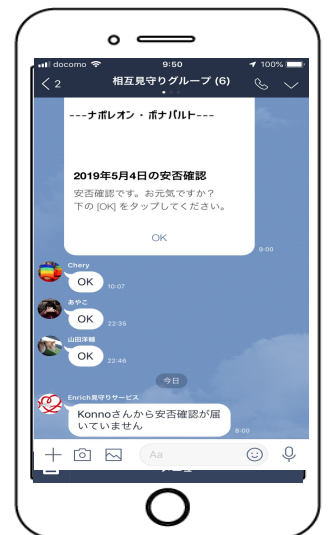 docomo
9:50
100%
2
相互見守りグループ (6)
---ナポレオン・ボナパルト---
2019年5月4日の安否確認
安否確認です。お元気ですか?
下の [OK] をタップしてください。
OK
9:00
Chery
OK
10:07
あやこ
OK
22:35
山田洋輔
OK
22:46
今日
Enrich見守りサービス
Konnoさんから安否確認が届
いていません
8:00
Aa